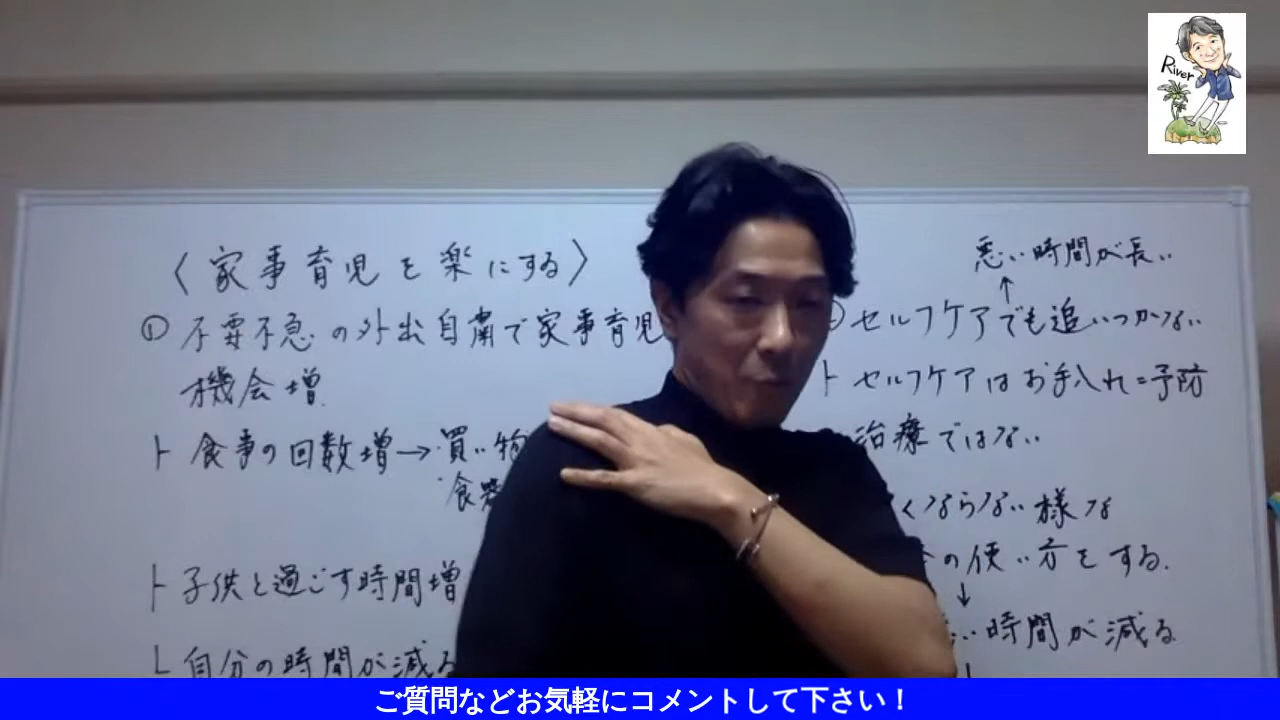 River
〈家事育児を楽にする〉
① 不要不急の外出自粛で家事育児
機会増
ト 食事の回数増→・買い物
・食器
ト 子供と過ごす時間増
└ 自分の時間が減る
悪い時間が長い
↑
セルフケアでも追いつかない
ト セルフケアはお手入れ=予防
治療ではない
くならない様な
の使い方をする.
↓
い時間が減る
ご質問などお気軽にコメントして下さい！